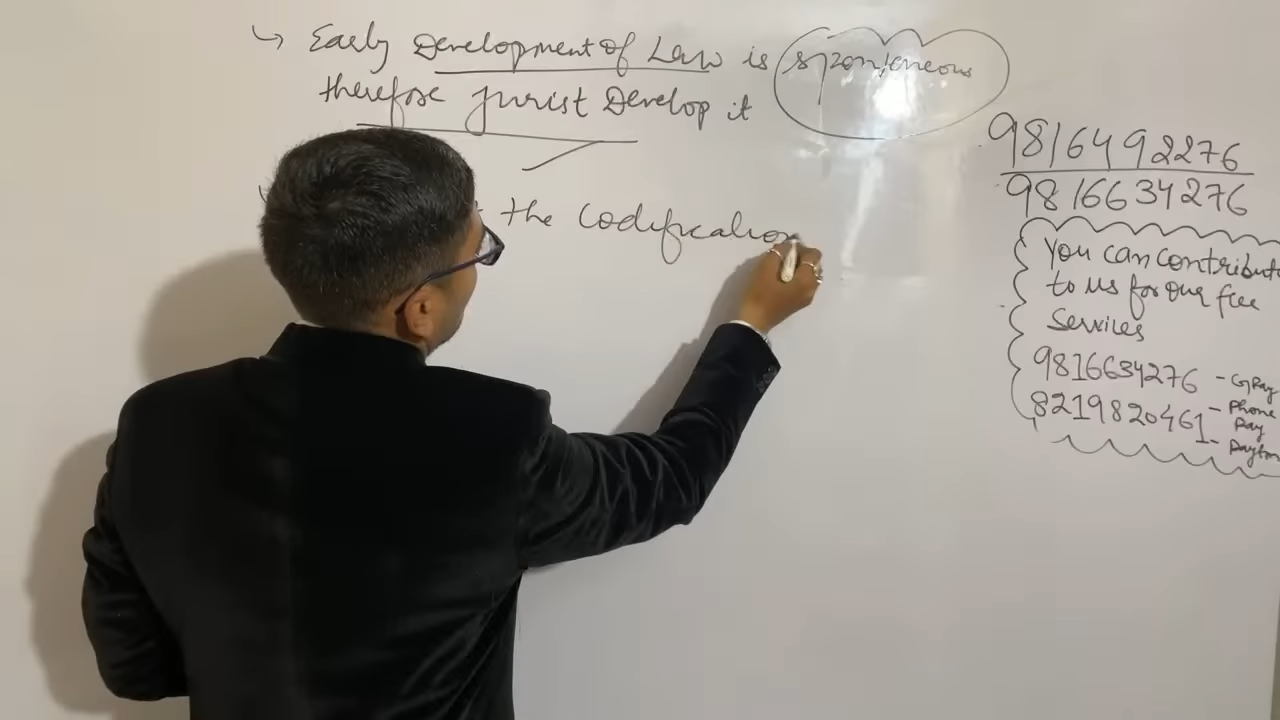 ↳ Early Development of Law is spontaneous
therefore jurist Develop it
the Codification
9816492276
9816634276
You can contribute
to us for our free
Services
9816634276 - G Pay
8219820461 - Phone
Pay
- Paytm